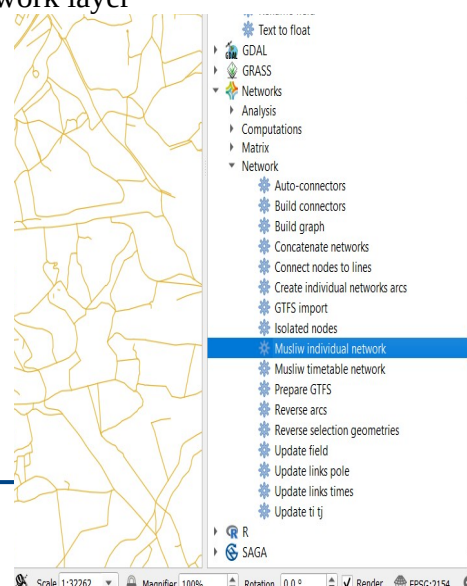 work layer
Text to float
GDAL
GRASS
Networks
Analysis
Computations
Matrix
Network
Auto-connectors
Build connectors
Build graph
Concatenate networks
Connect nodes to lines
Create individual networks arcs
GTFS import
Isolated nodes
Musliw individual network
Musliw timetable network
Prepare GTFS
Reverse arcs
Reverse selection geometries
Update field
Update links pole
Update links times
Update ti tj
R
SAGA
Scale 1:32262 Magnifier 100% Rotation 0,0 ° Render EPSG:2154